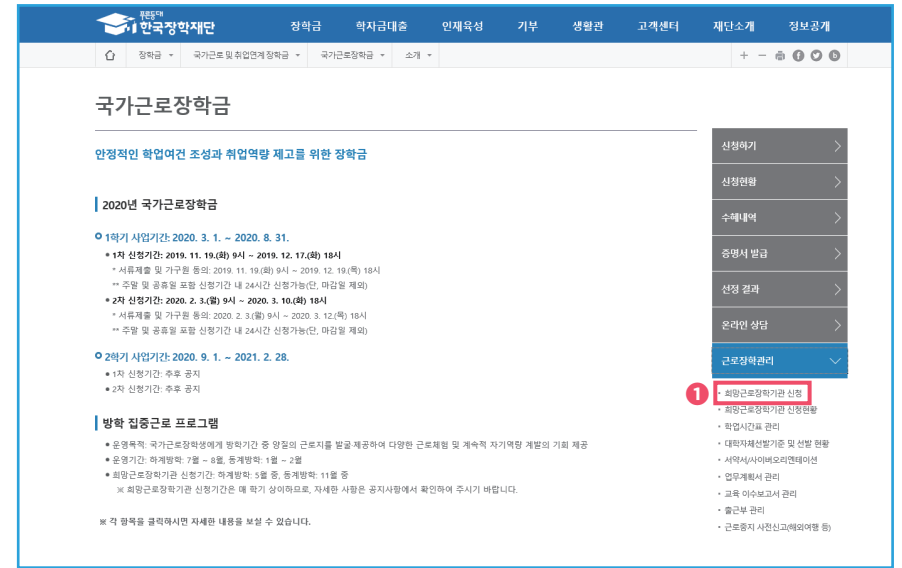 푸른등대
한국장학재단
장학금 학자금대출 인재육성 기부 생활관 고객센터 재단소개 정보공개
장학금 국가근로 및 취업연계 장학금 국가근로장학금 소개
국가근로장학금
안정적인 학업여건 조성과 취업역량 제고를 위한 장학금
2020년 국가근로장학금
1학기 사업기간: 2020. 3. 1. ~ 2020. 8. 31.
• 1차 신청기간: 2019. 11. 19.(화) 9시 ~ 2019. 12. 17.(화) 18시
* 서류제출 및 가구원 동의: 2019. 11. 19.(화) 9시 ~ 2019. 12. 19.(목) 18시
** 주말 및 공휴일 포함 신청기간 내 24시간 신청가능(단, 마감일 제외)
• 2차 신청기간: 2020. 2. 3.(월) 9시 ~ 2020. 3. 10.(화) 18시
* 서류제출 및 가구원 동의: 2020. 2. 3.(월) 9시 ~ 2020. 3. 12.(목) 18시
** 주말 및 공휴일 포함 신청기간 내 24시간 신청가능(단, 마감일 제외)
2학기 사업기간: 2020. 9. 1. ~ 2021. 2. 28.
• 1차 신청기간: 추후 공지
• 2차 신청기간: 추후 공지
방학 집중근로 프로그램
• 운영목적: 국가근로장학생에게 방학기간 중 양질의 근로지를 발굴·제공하여 다양한 근로체험 및 계속적 자기역량 계발의 기회 제공
• 운영기간: 하계방학: 7월 ~ 8월, 동계방학: 1월 ~ 2월
• 희망근로장학기관 신청기간: 하계방학: 5월 중, 동계방학: 11월 중
※ 희망근로장학기관 신청기간은 매 학기 상이하므로, 자세한 사항은 공지사항에서 확인하여 주시기 바랍니다.
※ 각 항목을 클릭하시면 자세한 내용을 보실 수 있습니다.
신청하기
신청현황
수혜내역
증명서 발급
선정 결과
온라인 상담
근로장학관리
1
• 희망근로장학기관 신청
• 희망근로장학기관 신청현황
• 학업시간표 관리
• 대학자체선발기준 및 선발 현황
• 서약서/사이버오리엔테이션
• 업무계획서 관리
• 교육 이수보고서 관리
• 출근부 관리
• 근로중지 사전신고(해외여행 등)